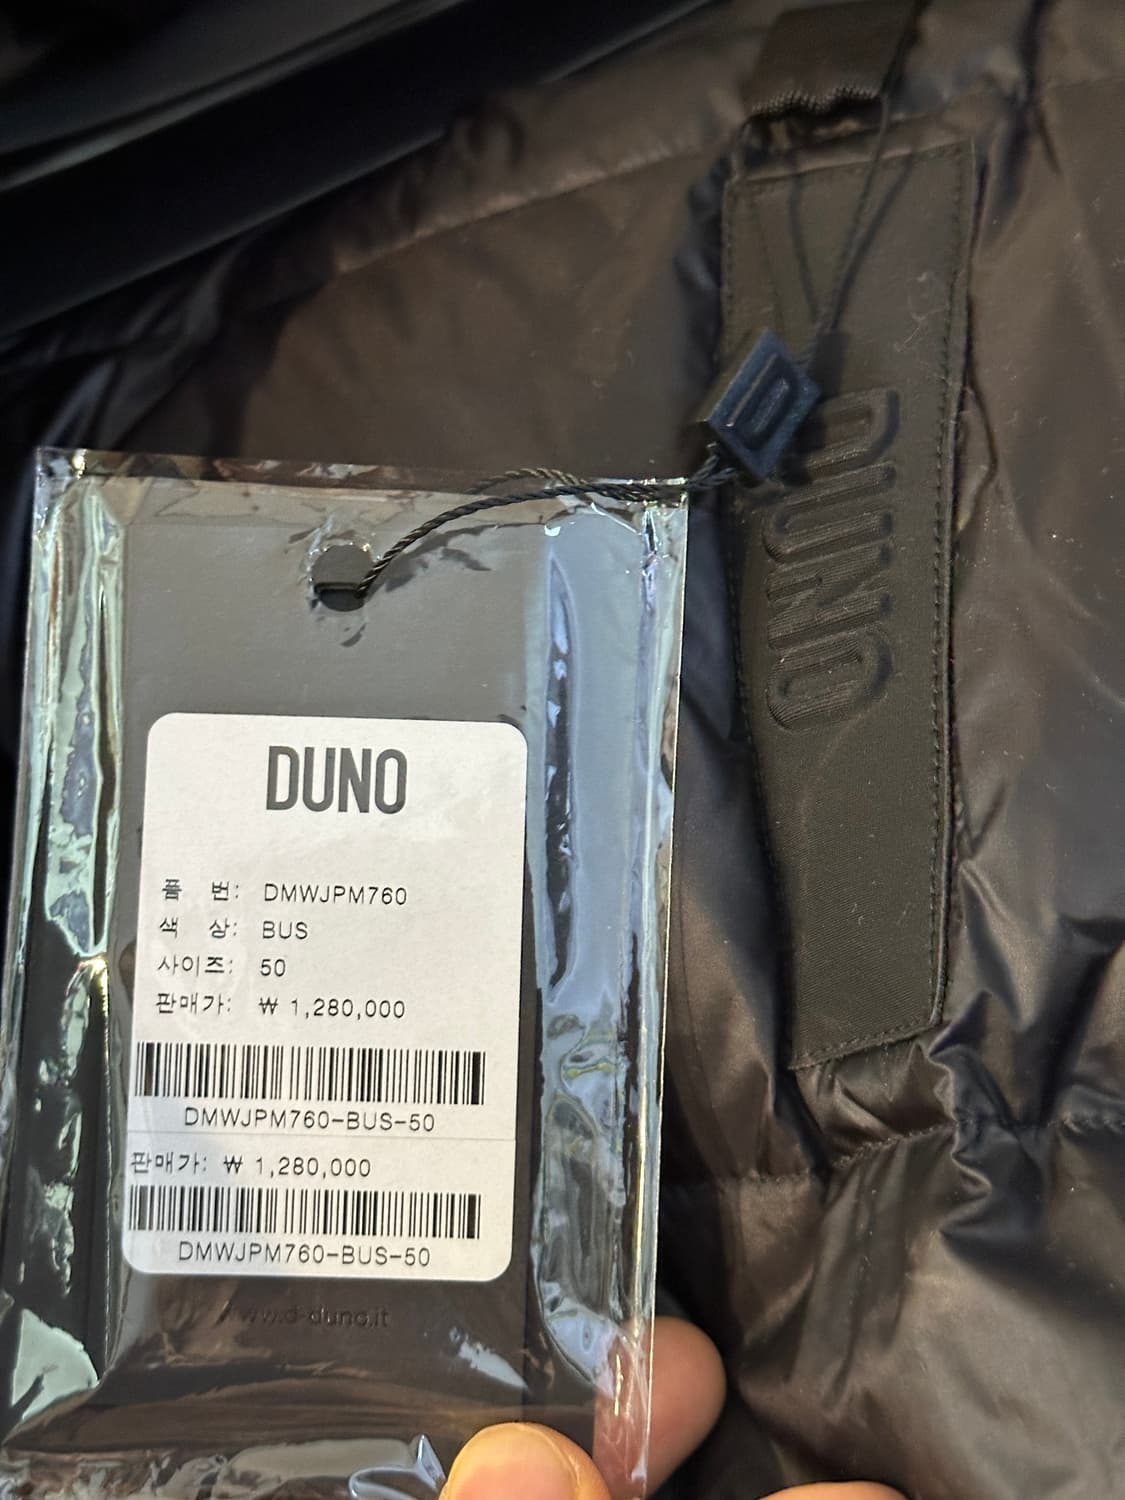 DUNO
품 번: DMWJPM760
색 상: BUS
사이즈: 50
판매가: ₩ 1,280,000
DMWJPM760-BUS-50
판매가: ₩ 1,280,000
DMWJPM760-BUS-50
www.d-duno.it
D
DUNO